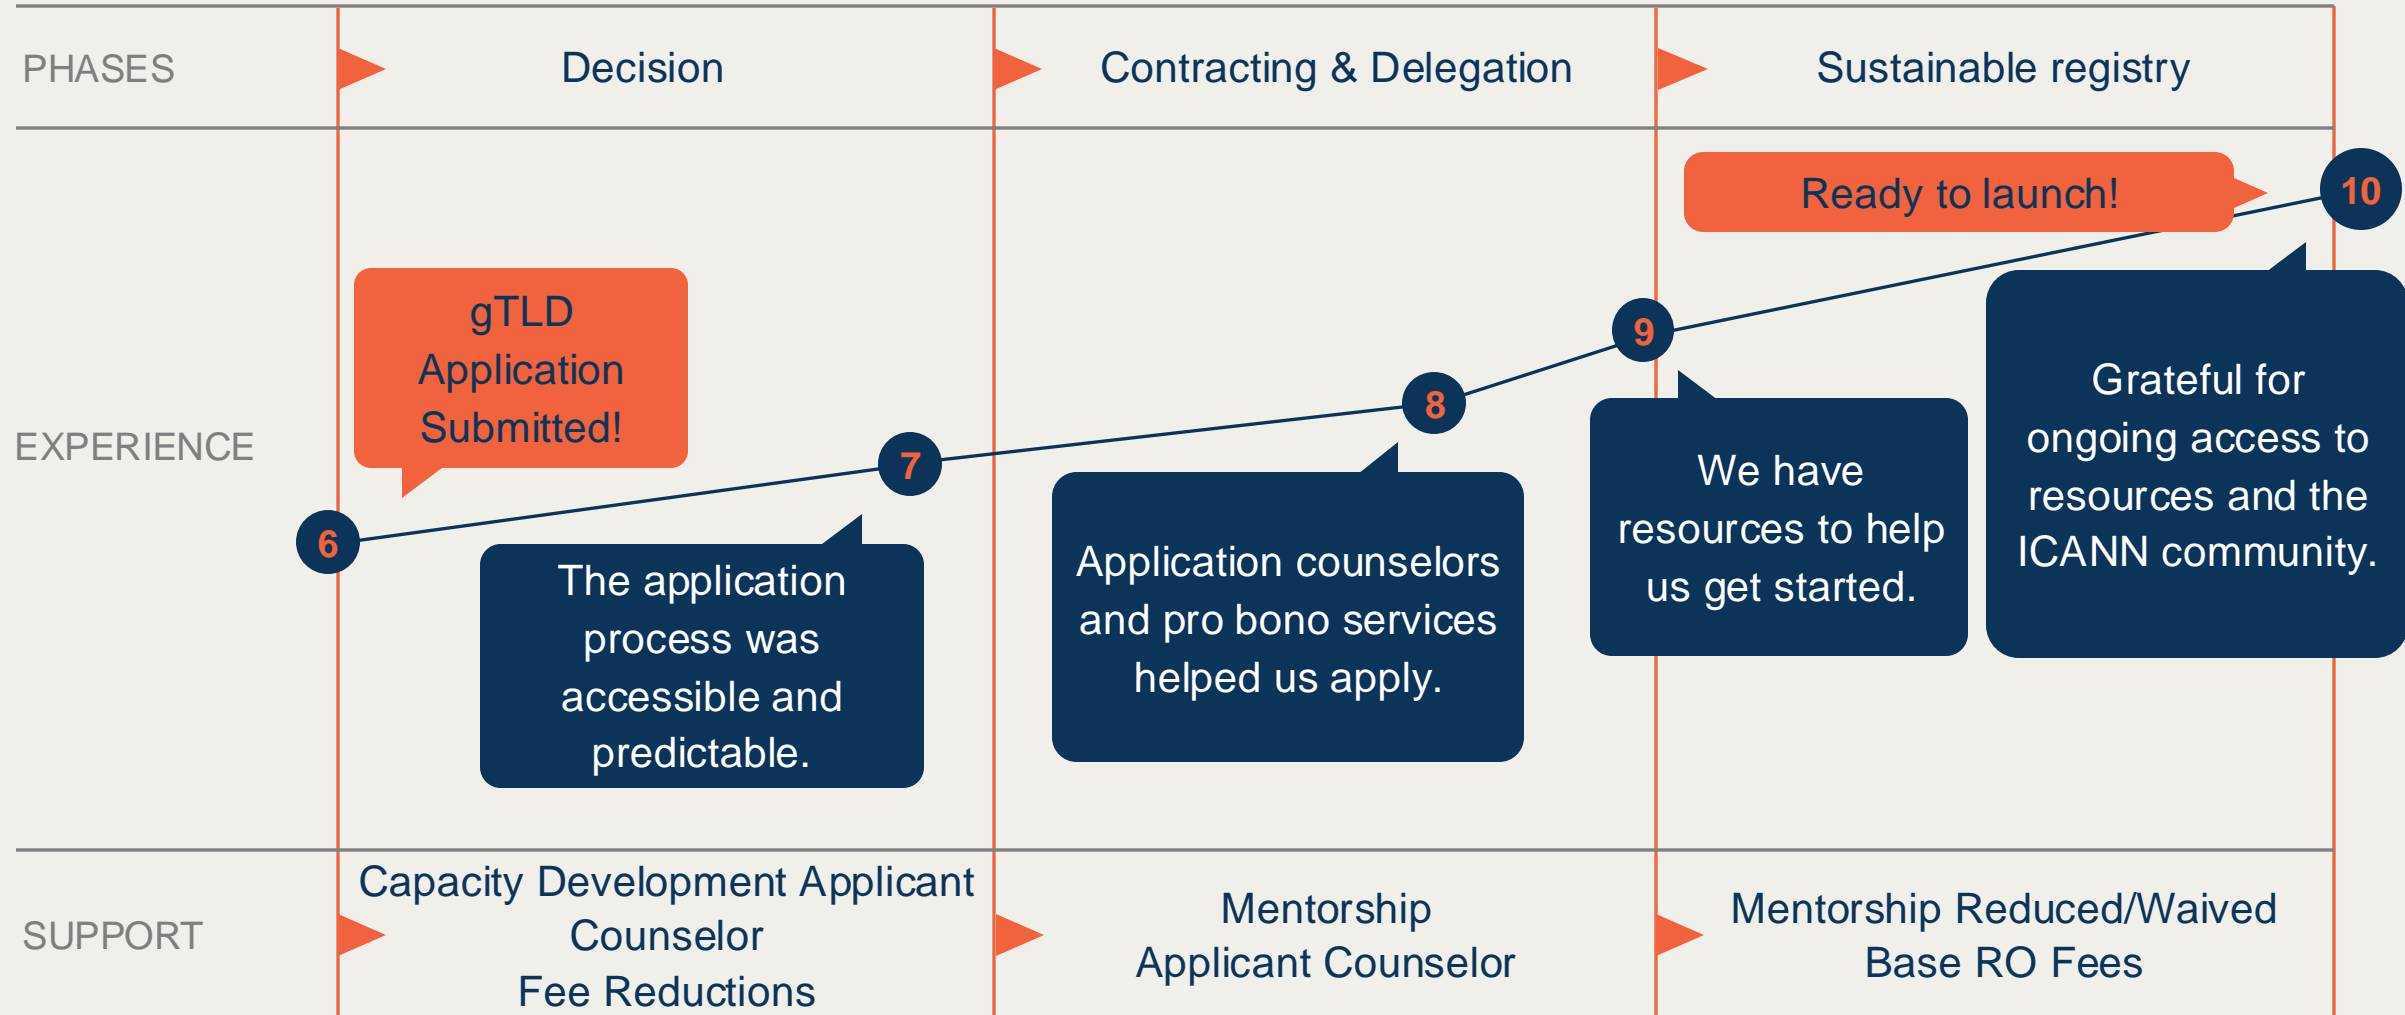 PHASES
Decision
Contracting & Delegation
Sustainable registry
EXPERIENCE
6
gTLD
Application
Submitted!
7
The application
process was
accessible and
predictable.
8
Application counselors
and pro bono services
helped us apply.
9
We have
resources to help
us get started.
Ready to launch!
10
Grateful for
ongoing access to
resources and the
ICANN community.
SUPPORT
Capacity Development Applicant
Counselor
Fee Reductions
Mentorship
Applicant Counselor
Mentorship Reduced/Waived
Base RO Fees